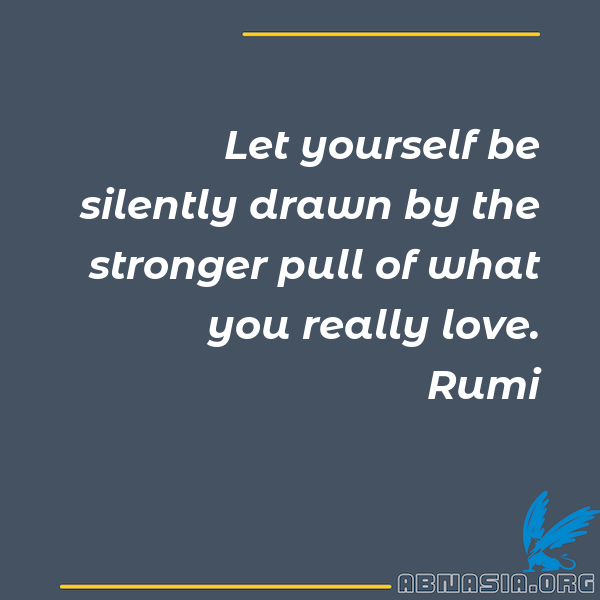 Let yourself be
silently drawn by the
stronger pull of what
you really love.
Rumi
ABNASIA.ORG